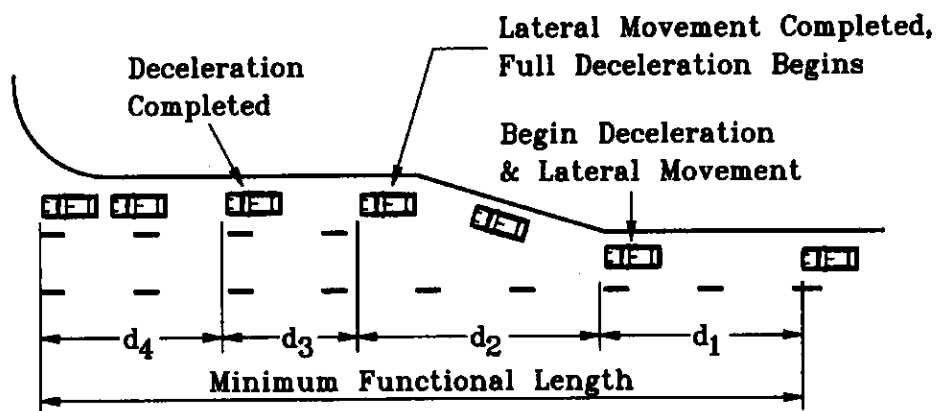 Lateral Movement Completed,
Full Deceleration Begins
Deceleration
Completed
Begin Deceleration
& Lateral Movement
d4
d3
d2
d1
Minimum Functional Length